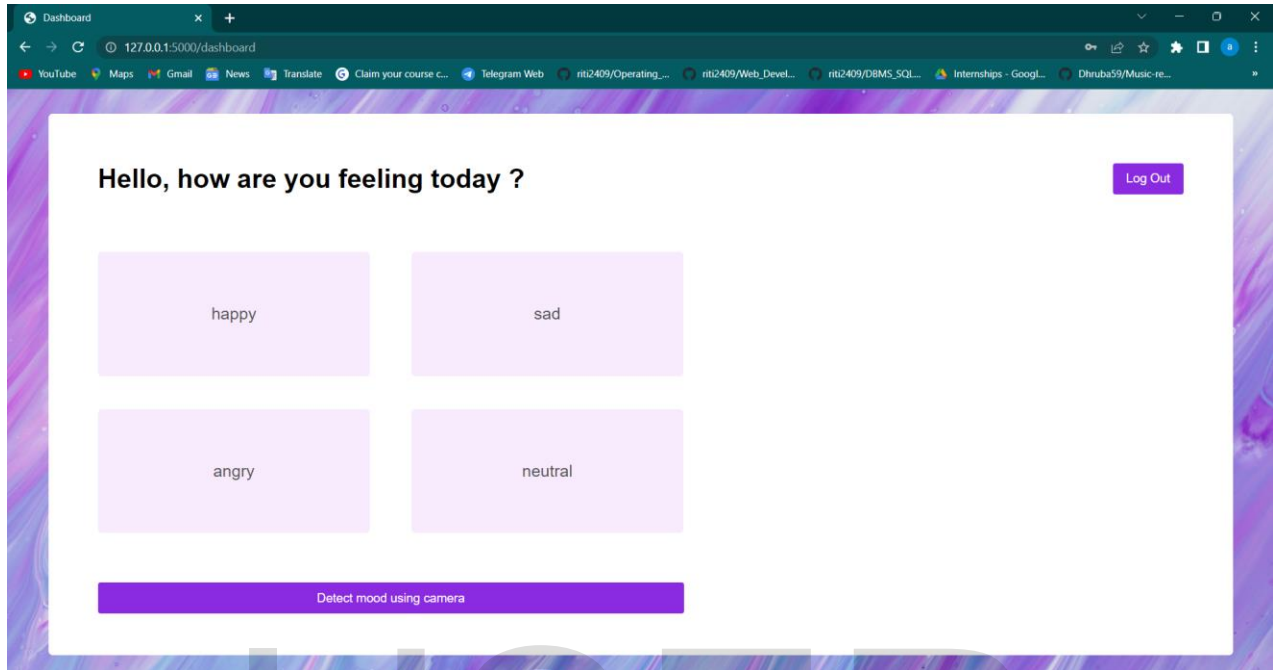 Dashboard
127.0.0.1:5000/dashboard
YouTube Maps Gmail News Translate Claim your course c... Telegram Web riti2409/Operating_... riti2409/Web_Devel... riti2409/DBMS_SQL... Internships - Googl... Dhruba59/Music-re...
Hello, how are you feeling today ?
Log Out
happy
sad
angry
neutral
Detect mood using camera